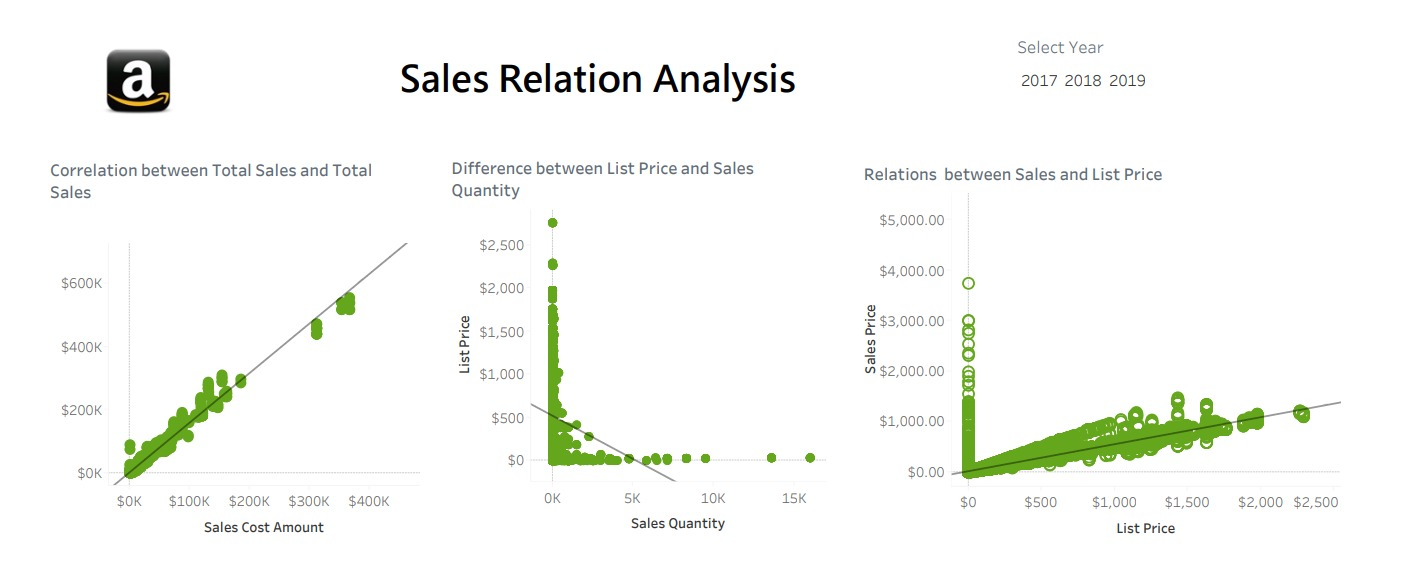 a
Sales Relation Analysis
Select Year
2017 2018 2019
Correlation between Total Sales and Total
Sales
$600K
$400K
$200K
$0K
$0K $100K $200K $300K $400K
Sales Cost Amount
Difference between List Price and Sales
Quantity
List Price
$2,500
$2,000
$1,500
$1,000
$500
$0
0K 5K 10K 15K
Sales Quantity
Relations between Sales and List Price
Sales Price
$5,000.00
$4,000.00
$3,000.00
$2,000.00
$1,000.00
$0.00
$0 $500 $1,000 $1,500 $2,000 $2,500
List Price